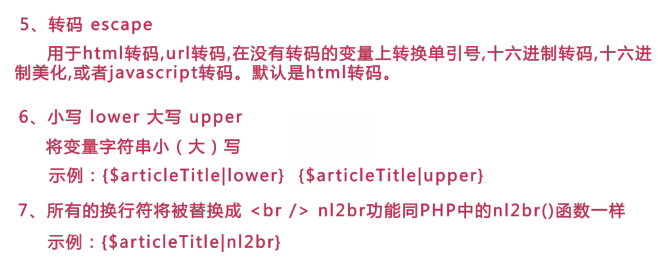 5、转码 escape
用于html转码,url转码,在没有转码的变量上转换单引号,十六进制转码,十六进
制美化,或者javascript转码。默认是html转码。
6、小写 lower 大写 upper
将变量字符串小（大）写
示例：{$articleTitle|lower} {$articleTitle|upper}
7、所有的换行符将被替换成 <br /> nl2br功能同PHP中的nl2br()函数一样
示例：{$articleTitle|nl2br}